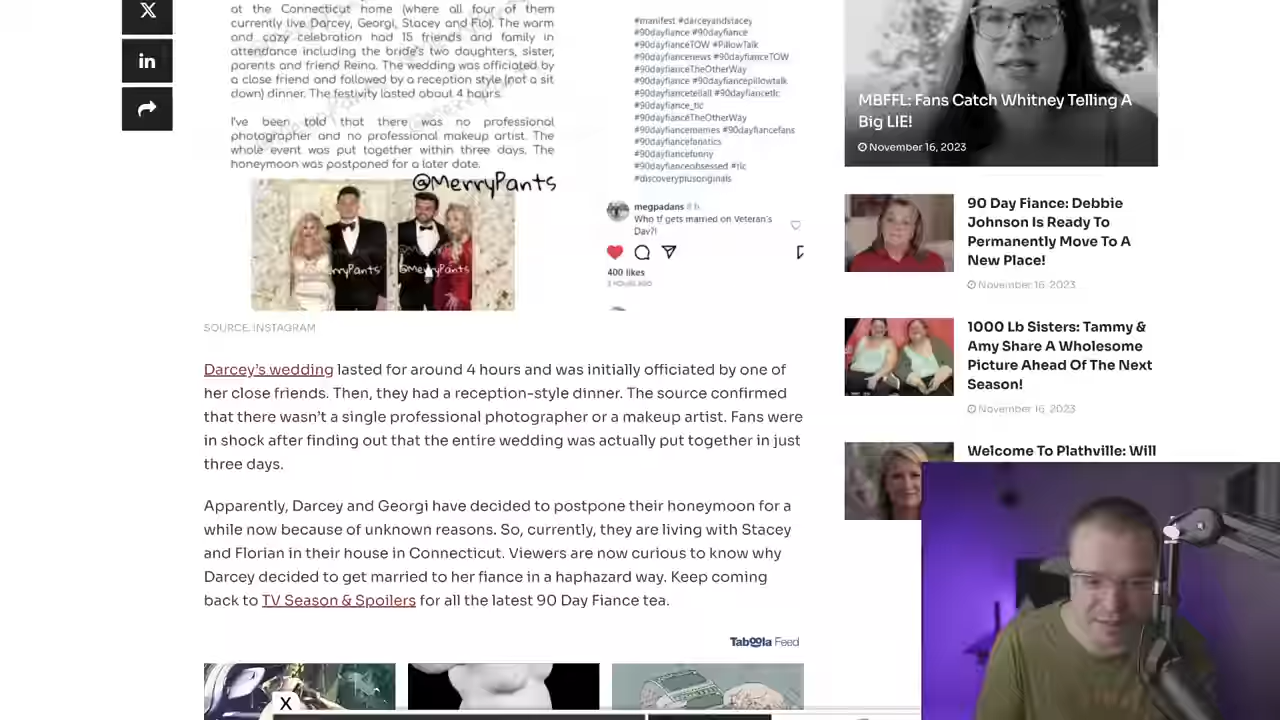 at the Connecticut home (where all four of them
currently live Darcey, Georgi, Stacey and Flo). The warm
and cozy celebration had 15 friends and family in
attendance including the bride's two daughters, sister,
parents and friend Reina. The wedding was officiated by
a close friend and followed by a reception style (not a sit
down) dinner. The festivity lasted about 4 hours.
I've been told that there was no professional
photographer and no professional makeup artist. The
whole event was put together within three days. The
honeymoon was postponed for a later date.
@MerryPants
@MerryPants
#manifest #darceyandstacey
#90dayfiance #90dayfiance
#90dayfianceTOW #PillowTalk
#90dayfiancenews #90dayfianceTOW
#90dayfianceTheOtherWay
#90dayfiance #90dayfiancepillowtalk
#90dayfiancetellall #90dayfiancetlc
#90dayfiance_tlc
#90dayfianceTheOtherWay
#90dayfiancememes #90dayfiancefans
#90dayfiancefanatics
#90dayfiancefunny
#90dayfianceobsessed #tlc
#discoveryplusoriginals
megpadans 8 h
Who tf gets married on Veteran's
Day?!
400 likes
SOURCE: INSTAGRAM
Darcey's wedding lasted for around 4 hours and was initially officiated by one of
her close friends. Then, they had a reception-style dinner. The source confirmed
that there wasn't a single professional photographer or a makeup artist. Fans were
in shock after finding out that the entire wedding was actually put together in just
three days.
Apparently, Darcey and Georgi have decided to postpone their honeymoon for a
while now because of unknown reasons. So, currently, they are living with Stacey
and Florian in their house in Connecticut. Viewers are now curious to know why
Darcey decided to get married to her fiance in a haphazard way. Keep coming
back to TV Season & Spoilers for all the latest 90 Day Fiance tea.
Taboola Feed
X
MBFFL: Fans Catch Whitney Telling A
Big LIE!
November 16, 2023
90 Day Fiance: Debbie
Johnson Is Ready To
Permanently Move To A
New Place!
November 16, 2023
1000 Lb Sisters: Tammy &
Amy Share A Wholesome
Picture Ahead Of The Next
Season!
November 16, 2023
Welcome To Plathville: Will